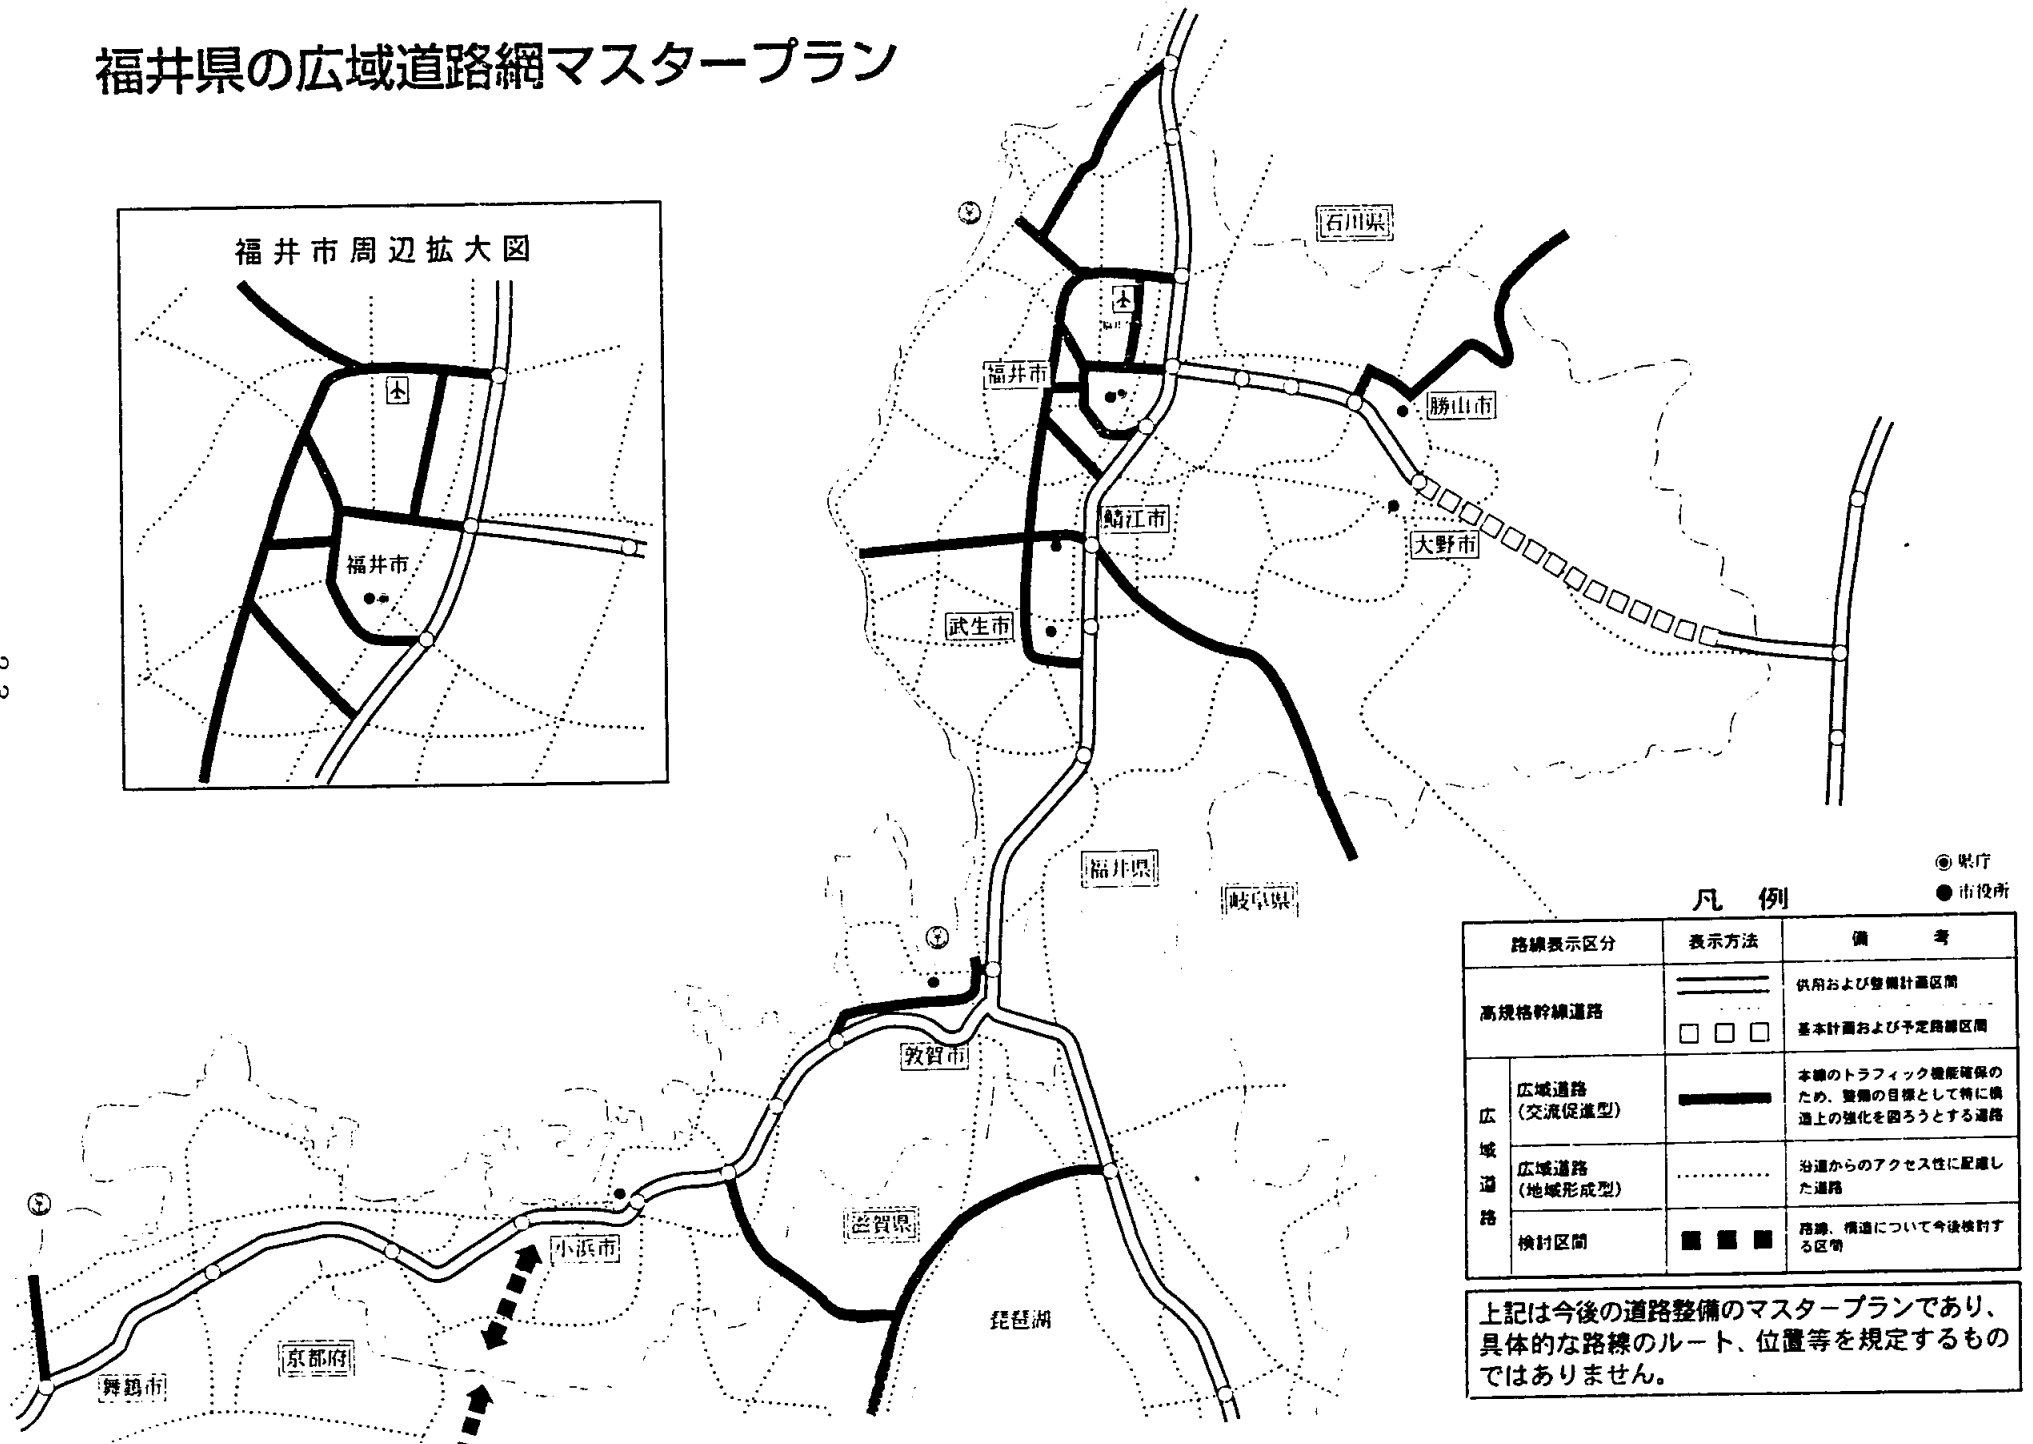 福井県の広域道路網マスタープラン
福井市周辺拡大図
福井市
石川県
福井市
勝山市
鯖江市
大野市
武生市
福井県
岐阜県
敦賀市
滋賀県
小浜市
琵琶湖
京都府
舞鶴市
県庁
市役所
凡例
路線表示区分
表示方法
備考
高規格幹線道路
供用および整備計画区間
基本計画および予定路線区間
広域道路
広域道路
(交流促進型)
本線のトラフィック機能確保の
ため、整備の目標として特に構
造上の強化を図ろうとする道路
広域道路
(地域形成型)
沿道からのアクセス性に配慮し
た道路
検討区間
路線、構造について今後検討す
る区間
上記は今後の道路整備のマスタープランであり、
具体的な路線のルート、位置等を規定するもの
ではありません。